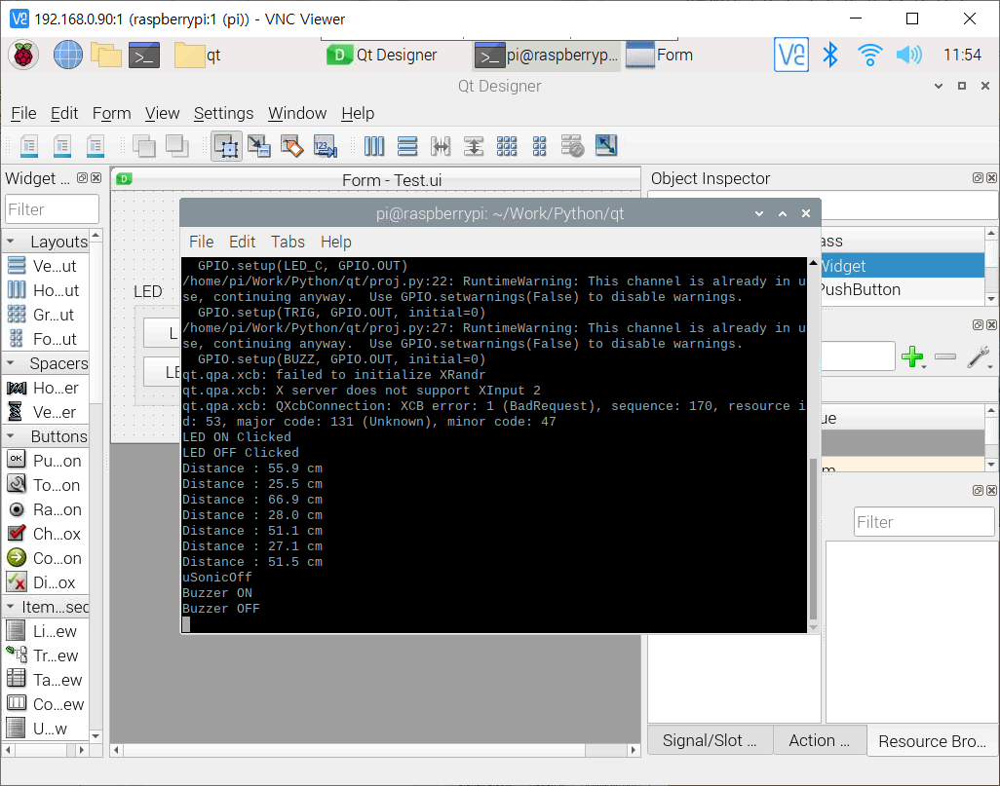 192.168.0.90:1 (raspberrypi:1 (pi)) - VNC Viewer
qt
Qt Designer
pi@raspberryp...
Form
11:54
Qt Designer
File Edit Form View Settings Window Help
Widget ...
Form - Test.ui
Object Inspector
Filter
pi@raspberrypi: ~/Work/Python/qt
File Edit Tabs Help
Layouts
Ve...ut
Ho...ut
Gr...ut
Fo...ut
Spacers
Ho...er
Ve...er
Buttons
Pu...on
To...on
Ra...on
Ch...ox
Co...on
Di...ox
Item...sec
Li...ew
Tr...ew
Ta...ew
Co...ew
U...w
LED
L
LE
GPIO.setup(LED_C, GPIO.OUT)
/home/pi/Work/Python/qt/proj.py:22: RuntimeWarning: This channel is already in u
se, continuing anyway.  Use GPIO.setwarnings(False) to disable warnings.
GPIO.setup(TRIG, GPIO.OUT, initial=0)
/home/pi/Work/Python/qt/proj.py:27: RuntimeWarning: This channel is already in u
se, continuing anyway.  Use GPIO.setwarnings(False) to disable warnings.
GPIO.setup(BUZZ, GPIO.OUT, initial=0)
qt.qpa.xcb: failed to initialize XRandr
qt.qpa.xcb: X server does not support XInput 2
qt.qpa.xcb: QXcbConnection: XCB error: 1 (BadRequest), sequence: 170, resource i
d: 53, major code: 131 (Unknown), minor code: 47
LED ON Clicked
LED OFF Clicked
Distance : 55.9 cm
Distance : 25.5 cm
Distance : 66.9 cm
Distance : 28.0 cm
Distance : 51.1 cm
Distance : 27.1 cm
Distance : 51.5 cm
uSonicOff
Buzzer ON
Buzzer OFF
ass
Widget
PushButton
ue
Filter
Signal/Slot ...
Action ...
Resource Bro...